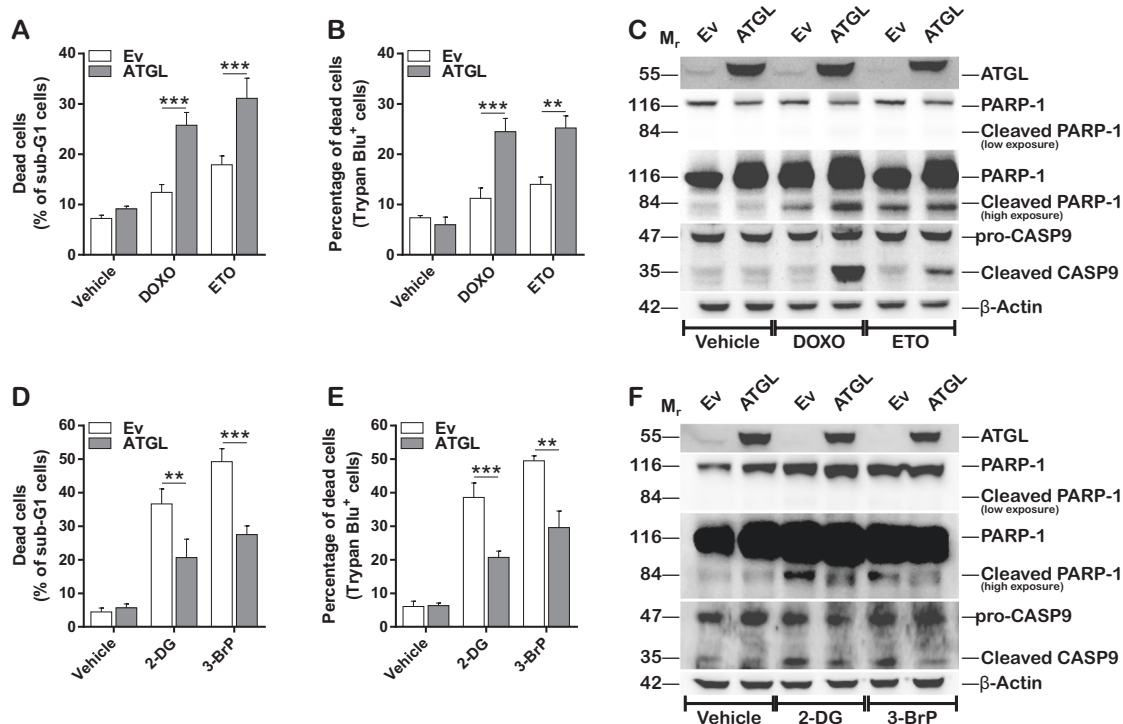 A
Ev
ATGL
Dead cells
(% of sub-G1 cells)
60
50
40
30
20
10
0
***
***
Vehicle
DOXO
ETO
B
Ev
ATGL
Percentage of dead cells
(Trypan Blu+ cells)
40
30
20
10
0
***
**
Vehicle
DOXO
ETO
C
Mr
Ev
ATGL
Ev
ATGL
Ev
ATGL
55
ATGL
116
PARP-1
84
Cleaved PARP-1
(low exposure)
116
PARP-1
84
Cleaved PARP-1
(high exposure)
47
pro-CASP9
35
Cleaved CASP9
42
β-Actin
Vehicle
DOXO
ETO
D
Ev
ATGL
Dead cells
(% of sub-G1 cells)
60
50
40
30
20
10
0
**
***
Vehicle
2-DG
3-BrP
E
Ev
ATGL
Percentage of dead cells
(Trypan Blu+ cells)
60
50
40
30
20
10
0
***
**
Vehicle
2-DG
3-BrP
F
Mr
Ev
ATGL
Ev
ATGL
Ev
ATGL
55
ATGL
116
PARP-1
84
Cleaved PARP-1
(low exposure)
116
PARP-1
84
Cleaved PARP-1
(high exposure)
47
pro-CASP9
35
Cleaved CASP9
42
β-Actin
Vehicle
2-DG
3-BrP